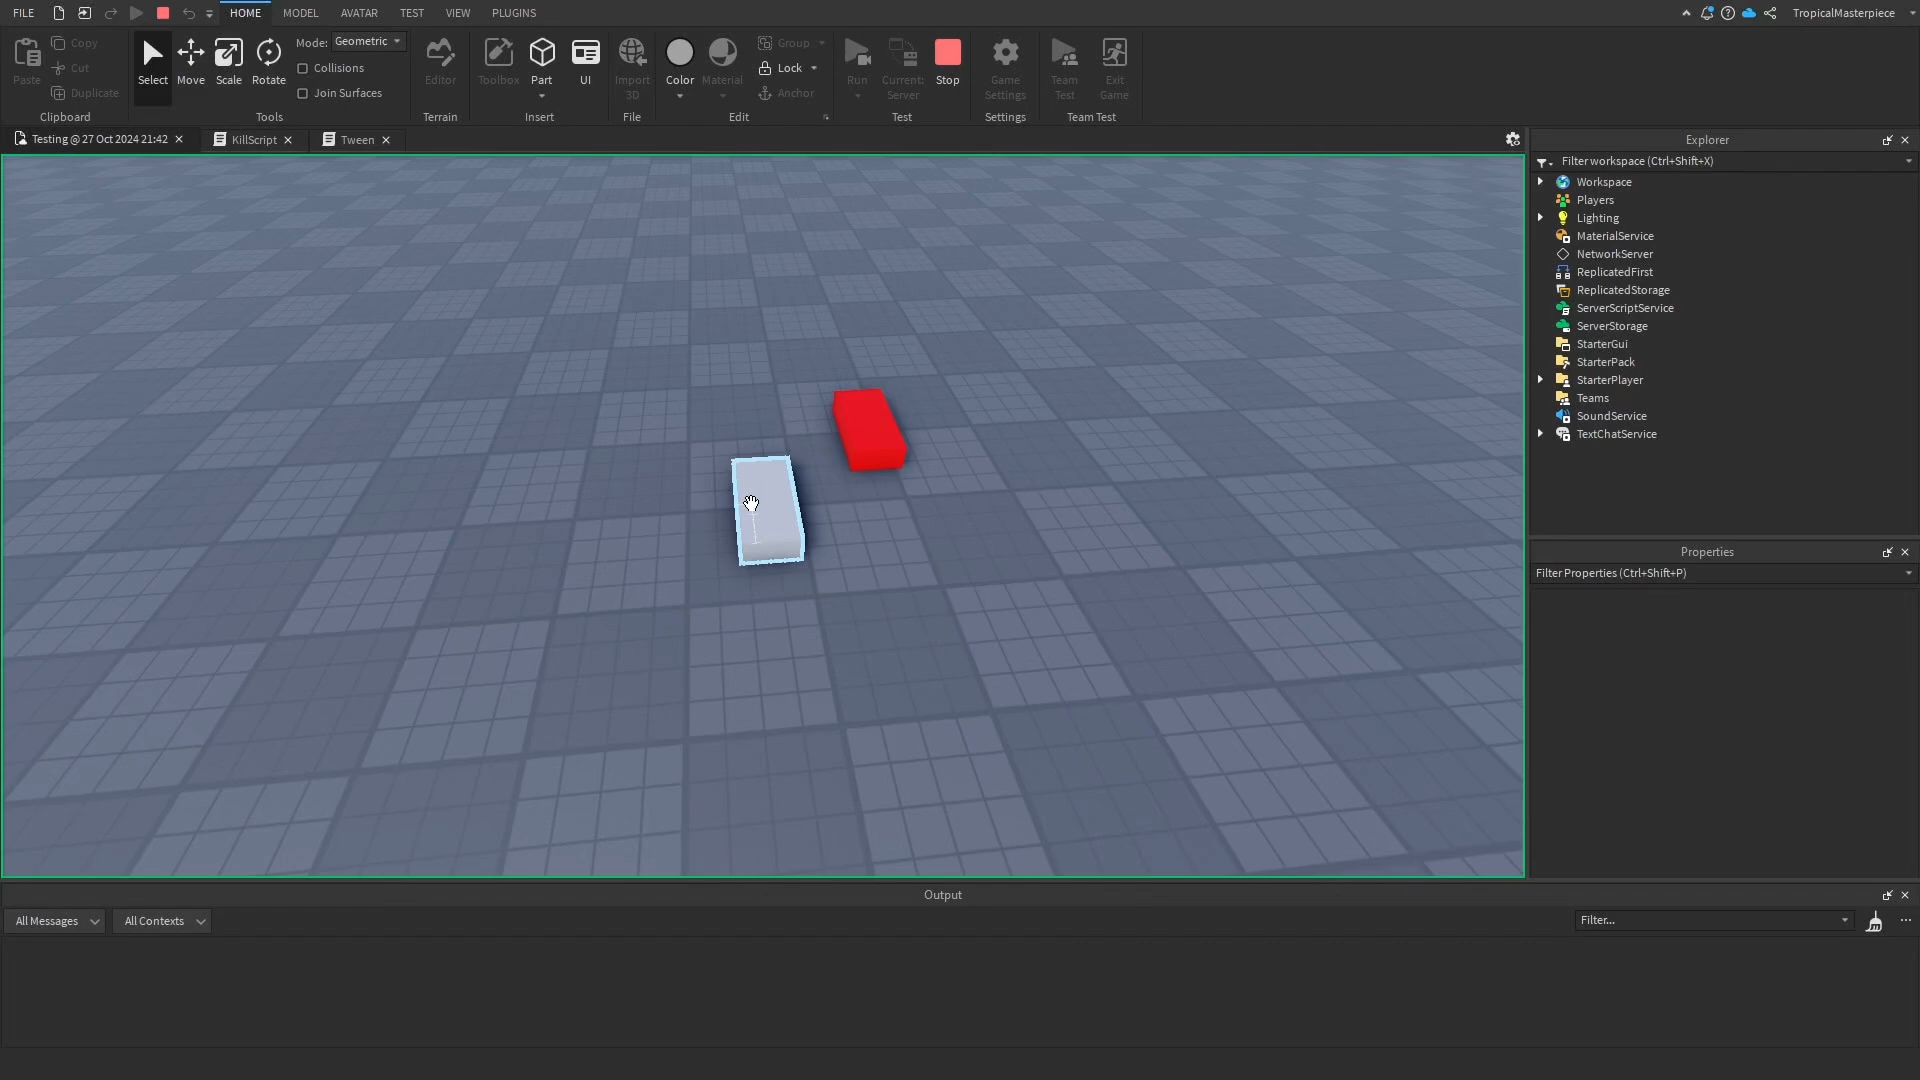 FILE HOME MODEL AVATAR TEST VIEW PLUGINS TropicalMasterpiece
Paste Copy Cut Duplicate Clipboard
Select Move Scale Rotate Mode: Geometric Collisions Join Surfaces Tools
Editor Terrain
Toolbox Part UI Insert
Import 3D File
Color Material Group Lock Anchor Edit
Run Current: Server Stop Test
Game Settings Settings
Team Test Exit Game Team Test
Testing @ 27 Oct 2024 21:42 KillScript Tween
Explorer
Filter workspace (Ctrl+Shift+X)
Workspace
Players
Lighting
MaterialService
NetworkServer
ReplicatedFirst
ReplicatedStorage
ServerScriptService
ServerStorage
StarterGui
StarterPack
StarterPlayer
Teams
SoundService
TextChatService
Properties
Filter Properties (Ctrl+Shift+P)
Output
All Messages All Contexts Filter...